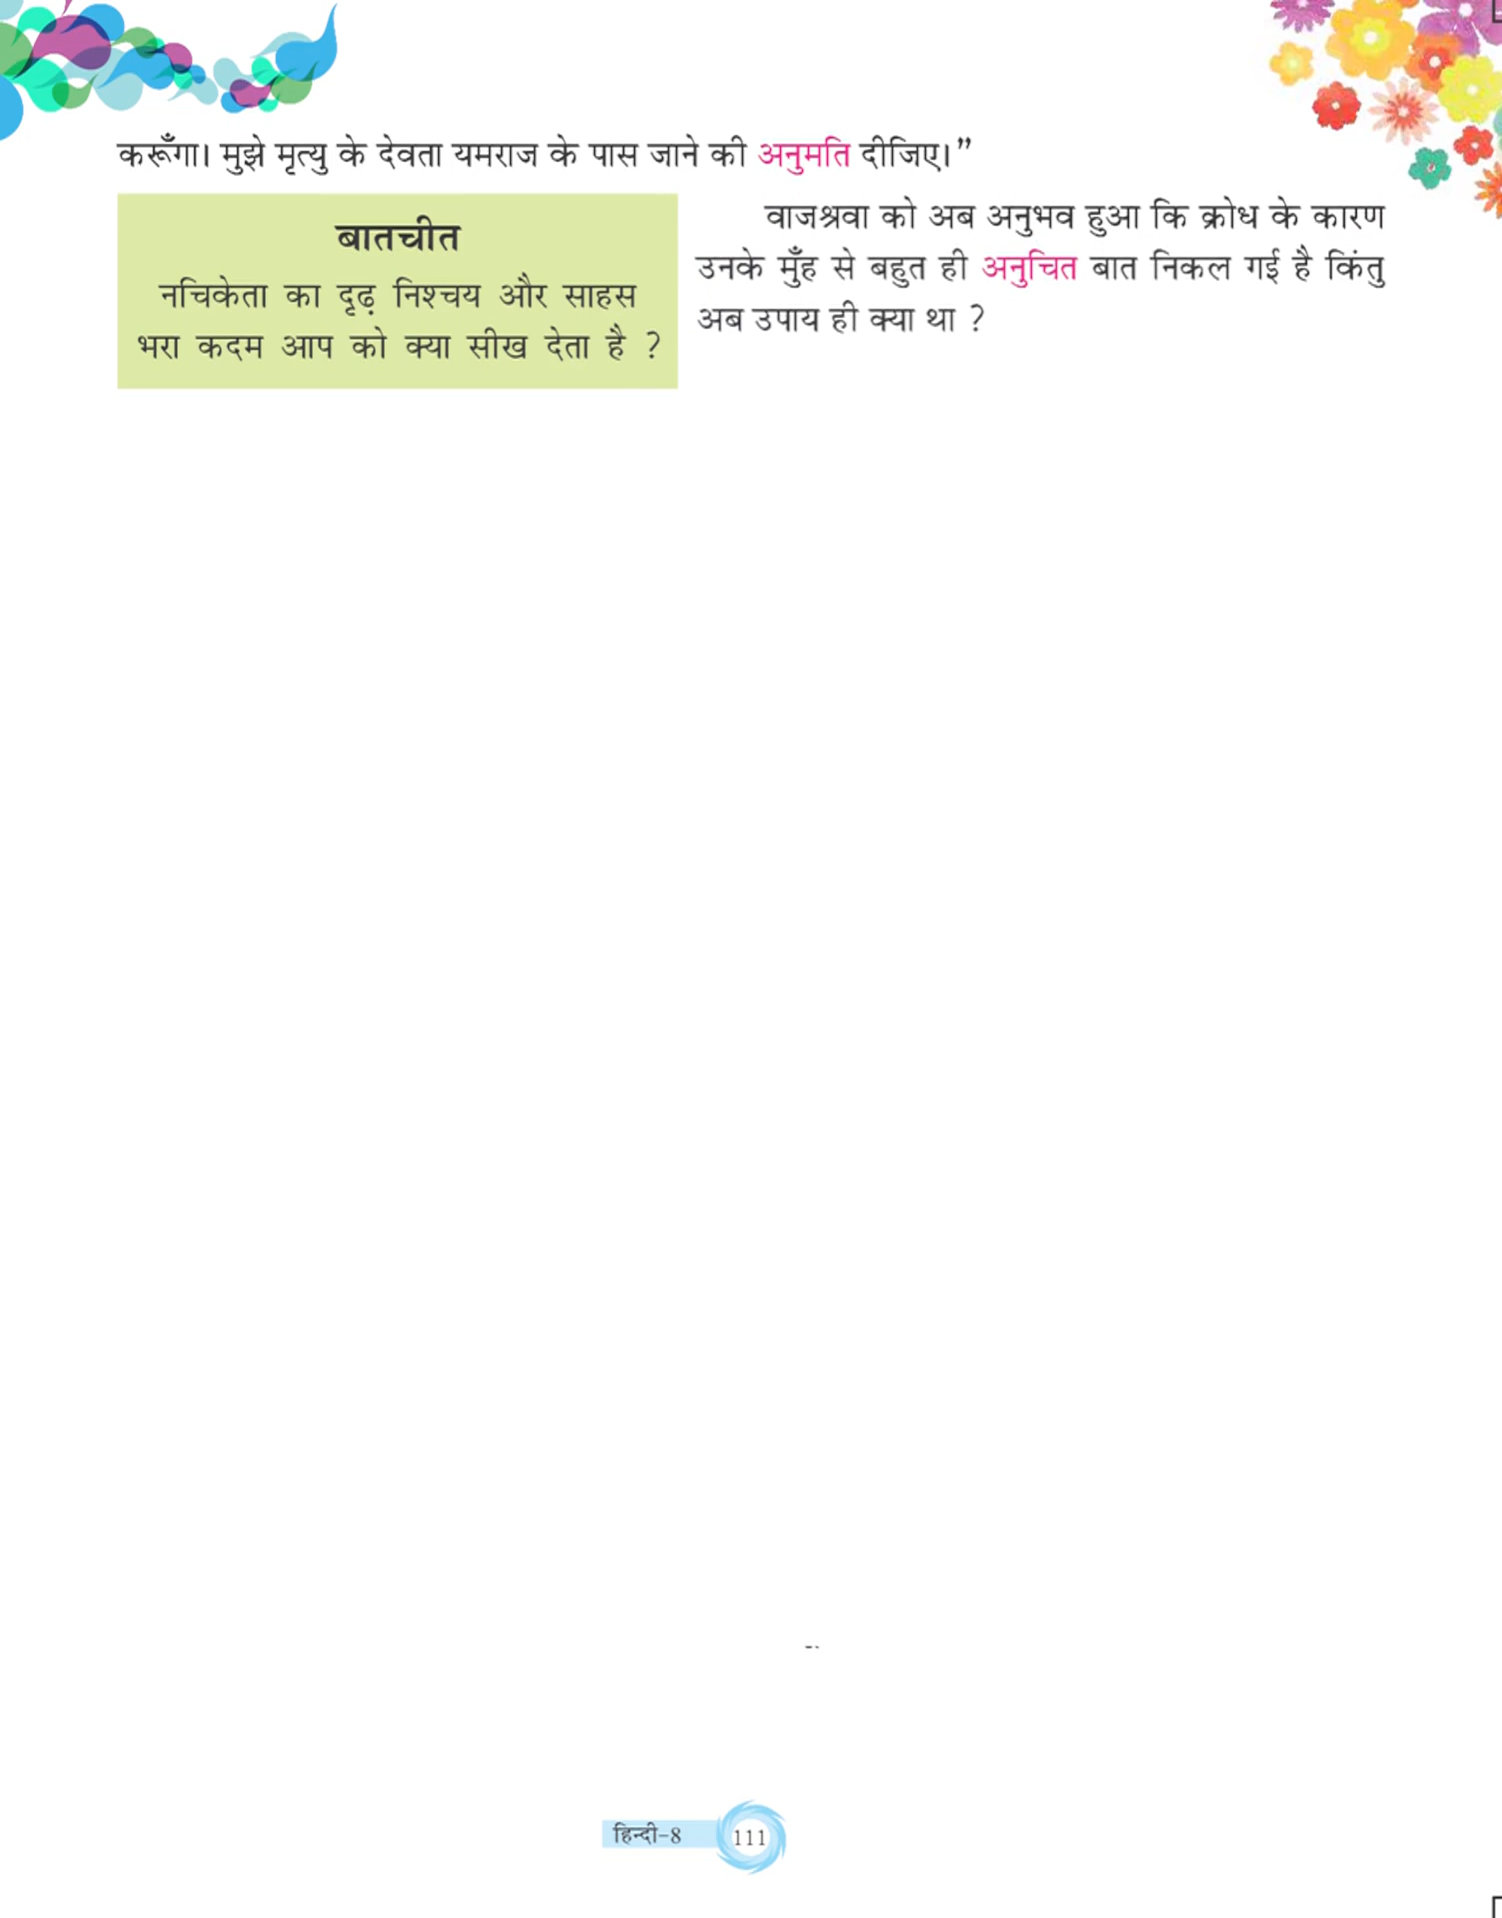 करूँगा। मुझे मृत्यु के देवता यमराज के पास जाने की अनुमति दीजिए।”
बातचीत
नचिकेता का दृढ़ निश्चय और साहस
भरा कदम आप को क्या सीख देता है ?
वाजश्रवा को अब अनुभव हुआ कि क्रोध के कारण
उनके मुँह से बहुत ही अनुचित बात निकल गई है किंतु
अब उपाय ही क्या था ?
हिन्दी-8
111